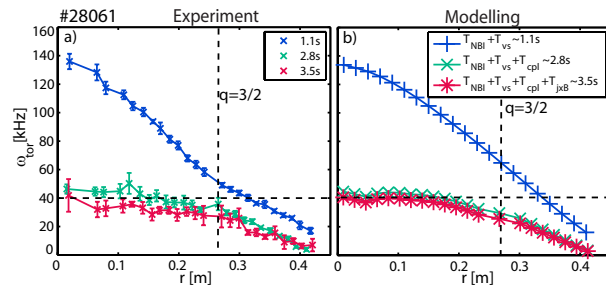 #28061 Experiment Modelling
a)
1.1s
2.8s
3.5s
q=3/2
b)
T_NBI+T_vs~1.1s
T_NBI+T_vs+T_cpl~2.8s
T_NBI+T_vs+T_cpl+T_jxB~3.5s
q=3/2
ω_tor [kHz]
160
140
120
100
80
60
40
20
0
0 0.1 0.2 0.3 0.4
r [m]
0 0.1 0.2 0.3 0.4
r [m]